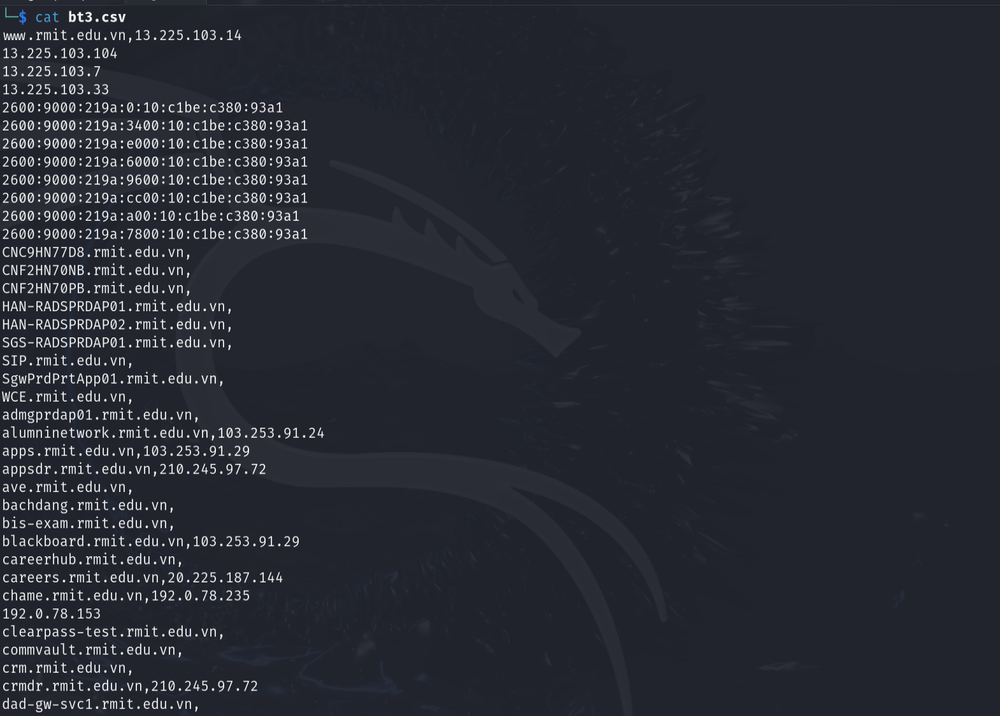 └─$ cat bt3.csv
www.rmit.edu.vn,13.225.103.14
13.225.103.104
13.225.103.7
13.225.103.33
2600:9000:219a:0:10:c1be:c380:93a1
2600:9000:219a:3400:10:c1be:c380:93a1
2600:9000:219a:e000:10:c1be:c380:93a1
2600:9000:219a:6000:10:c1be:c380:93a1
2600:9000:219a:9600:10:c1be:c380:93a1
2600:9000:219a:cc00:10:c1be:c380:93a1
2600:9000:219a:a00:10:c1be:c380:93a1
2600:9000:219a:7800:10:c1be:c380:93a1
CNC9HN77D8.rmit.edu.vn,
CNF2HN70NB.rmit.edu.vn,
CNF2HN70PB.rmit.edu.vn,
HAN-RADSPRDAP01.rmit.edu.vn,
HAN-RADSPRDAP02.rmit.edu.vn,
SGS-RADSPRDAP01.rmit.edu.vn,
SIP.rmit.edu.vn,
SgwPrdPrtApp01.rmit.edu.vn,
WCE.rmit.edu.vn,
admgprdap01.rmit.edu.vn,
alumninetwork.rmit.edu.vn,103.253.91.24
apps.rmit.edu.vn,103.253.91.29
appsdr.rmit.edu.vn,210.245.97.72
ave.rmit.edu.vn,
bachdang.rmit.edu.vn,
bis-exam.rmit.edu.vn,
blackboard.rmit.edu.vn,103.253.91.29
careerhub.rmit.edu.vn,
careers.rmit.edu.vn,20.225.187.144
chame.rmit.edu.vn,192.0.78.235
192.0.78.153
clearpass-test.rmit.edu.vn,
commvault.rmit.edu.vn,
crm.rmit.edu.vn,
crmdr.rmit.edu.vn,210.245.97.72
dad-gw-svc1.rmit.edu.vn,